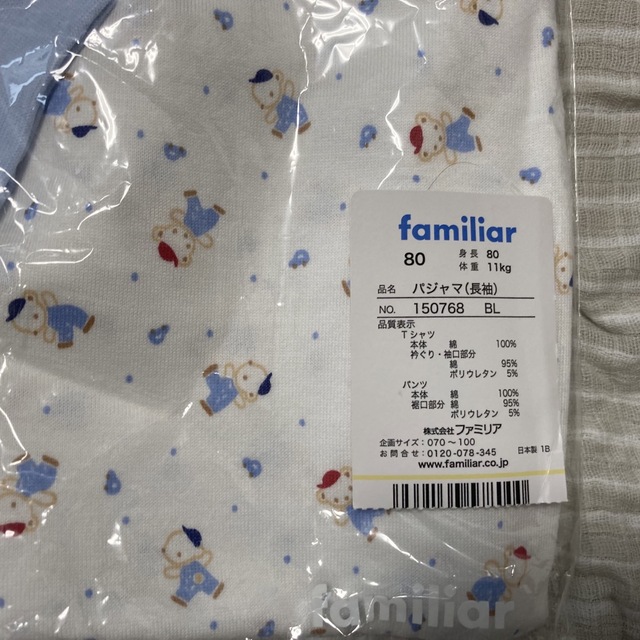 familiar
80 身長 80
体重 11kg
品名 パジャマ(長袖)
NO. 150768 BL
品質表示
Tシャツ
本体 綿 100%
衿ぐり・袖口部分
綿 95%
ポリウレタン 5%
パンツ
本体 綿 100%
裾口部分 綿 95%
ポリウレタン 5%
株式会社 ファミリア
企画サイズ:070〜100
お問合せ:0120-078-345 日本製 1B
www.familiar.co.jp
familiar